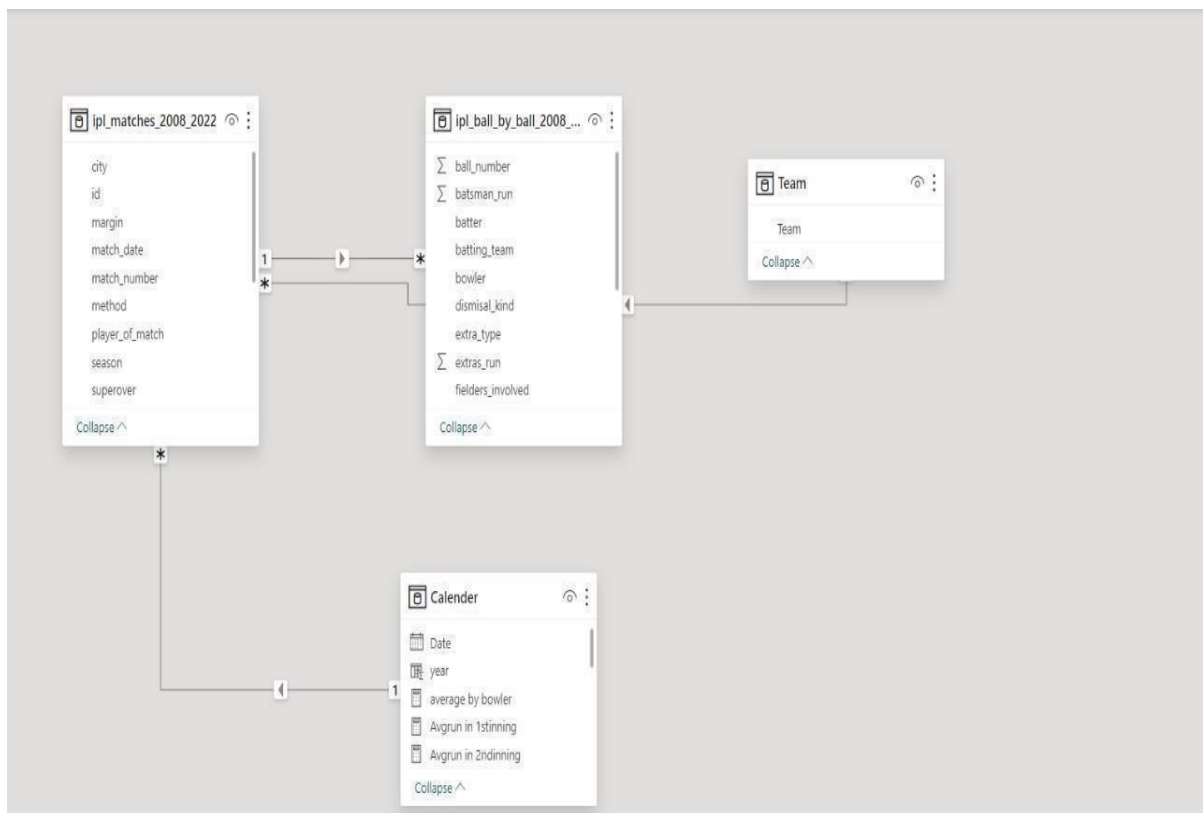 ipl_matches_2008_2022
city
id
margin
match_date
match_number
method
player_of_match
season
superover
Collapse
ipl_ball_by_ball_2008_...
ball_number
batsman_run
batter
batting_team
bowler
dismisal_kind
extra_type
extras_run
fielders_involved
Collapse
Team
Team
Collapse
1
*
*
*
1
Calender
Date
year
average by bowler
Avgrun in 1stinning
Avgrun in 2ndinning
Collapse